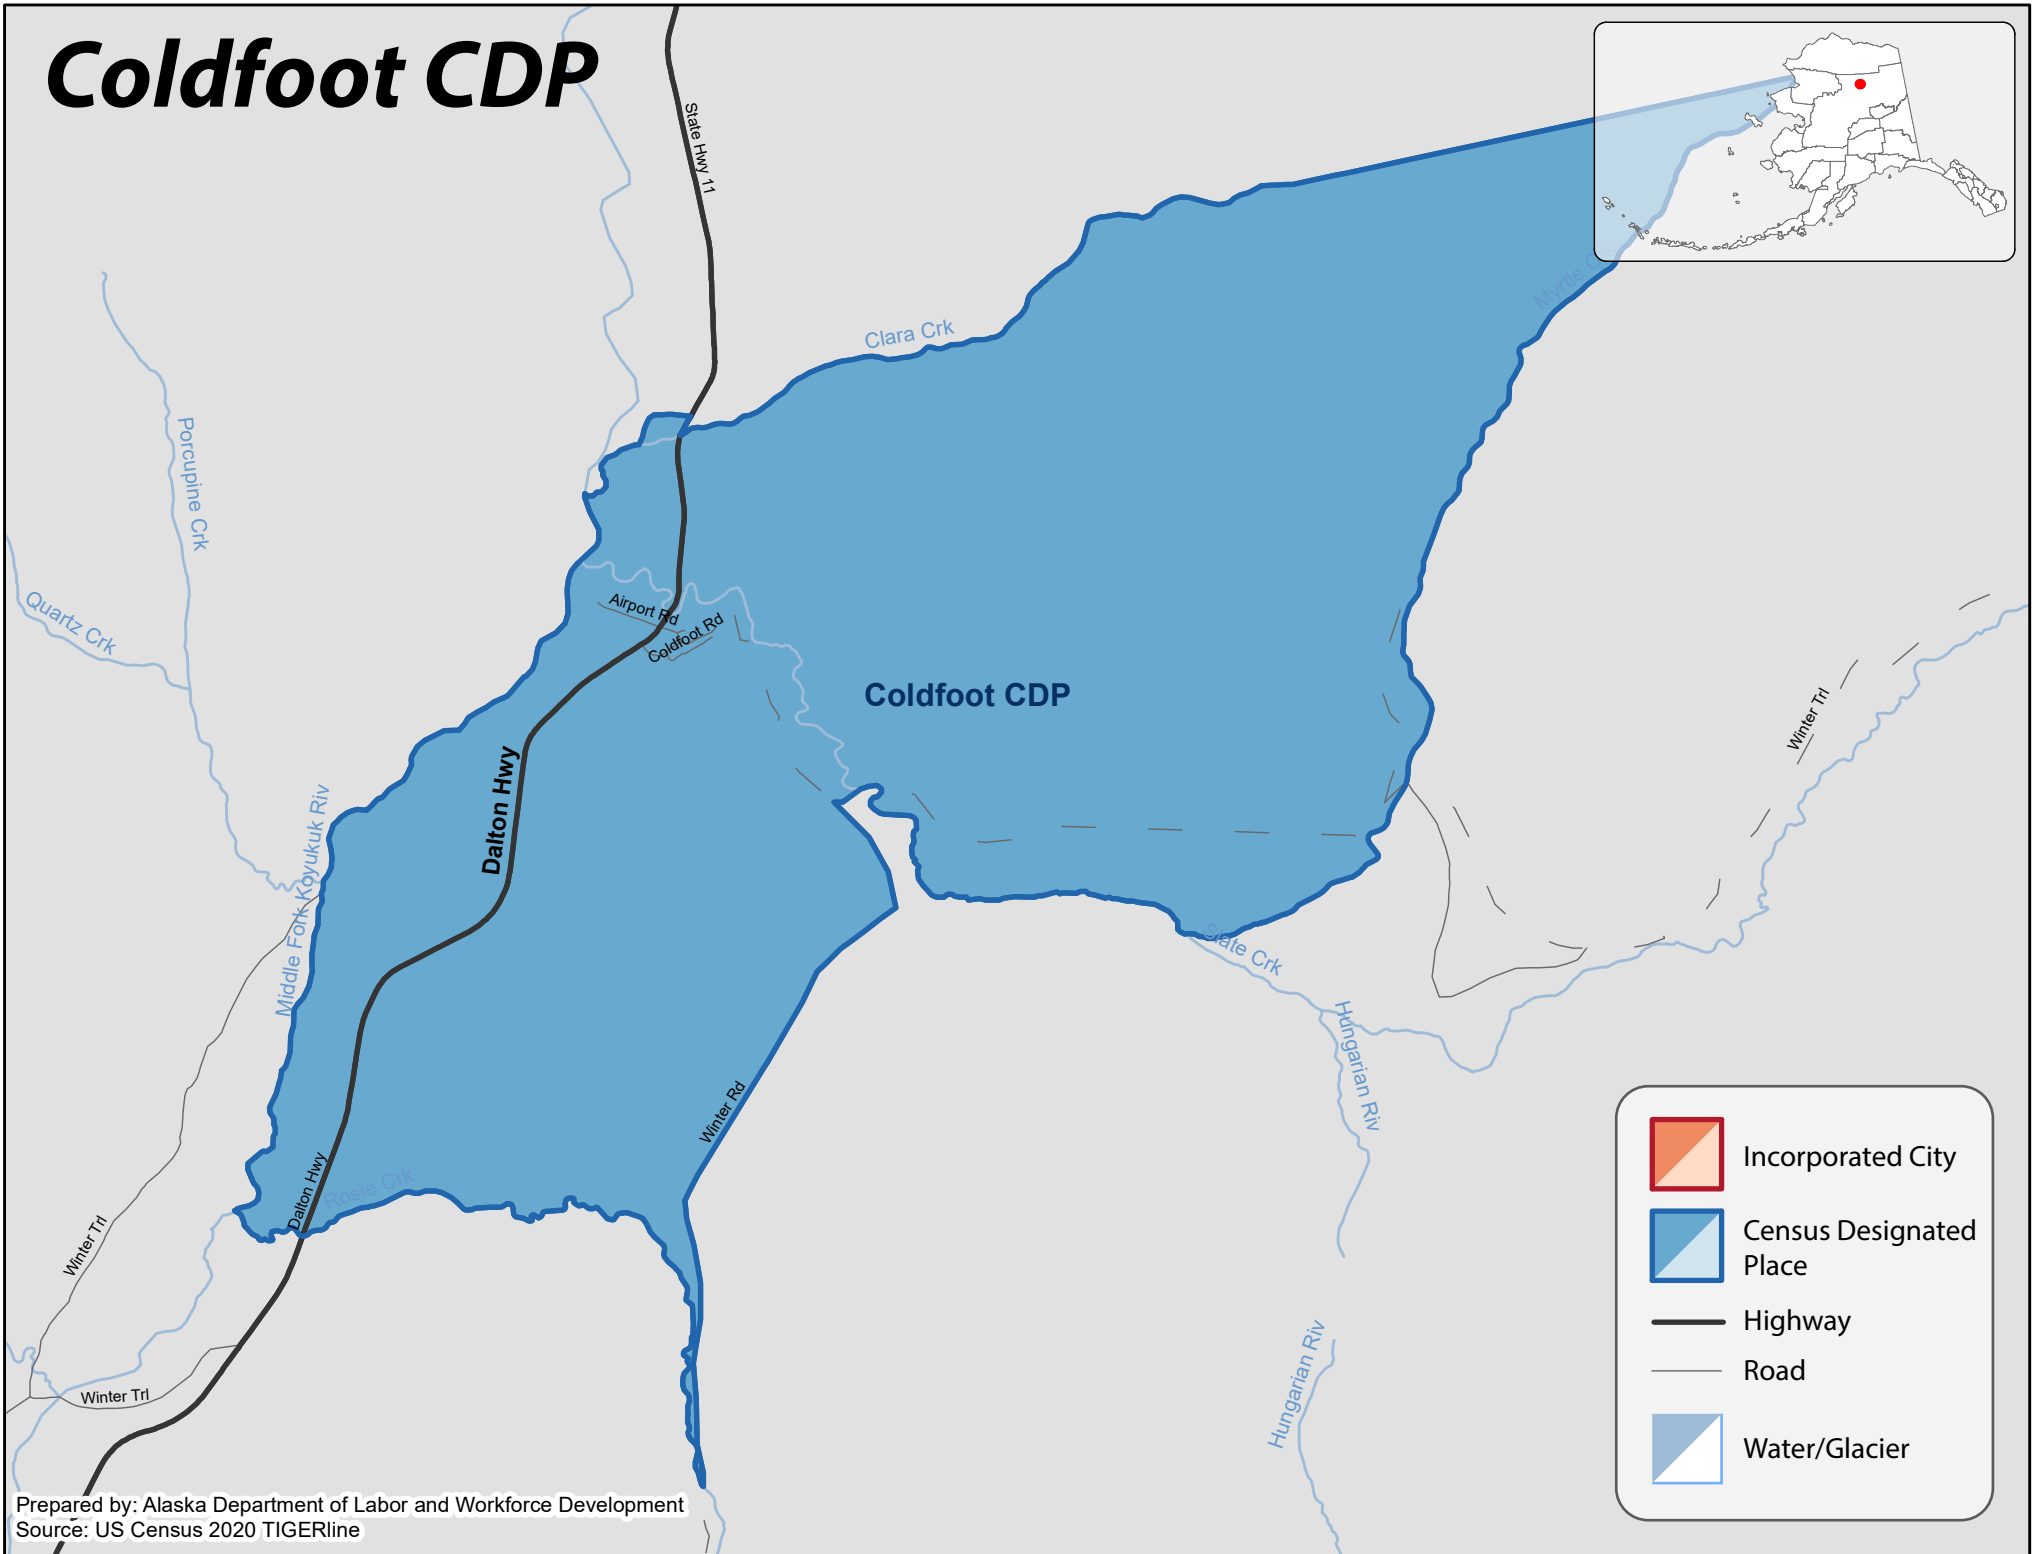 Coldfoot CDP
State Hwy 11
Clara Crk
Myrtle
Porcupine Crk
Quartz Crk
Airport Rd
Coldfoot Rd
Coldfoot CDP
Winter Trl
Dalton Hwy
Middle Fork Koyukuk Riv
Slate Crk
Hungarian Riv
Winter Rd
Dalton Hwy
Rosie Crk
Winter Trl
Winter Trl
Hungarian Riv
Incorporated City
Census Designated
Place
Highway
Road
Water/Glacier
Prepared by: Alaska Department of Labor and Workforce Development
Source: US Census 2020 TIGERline